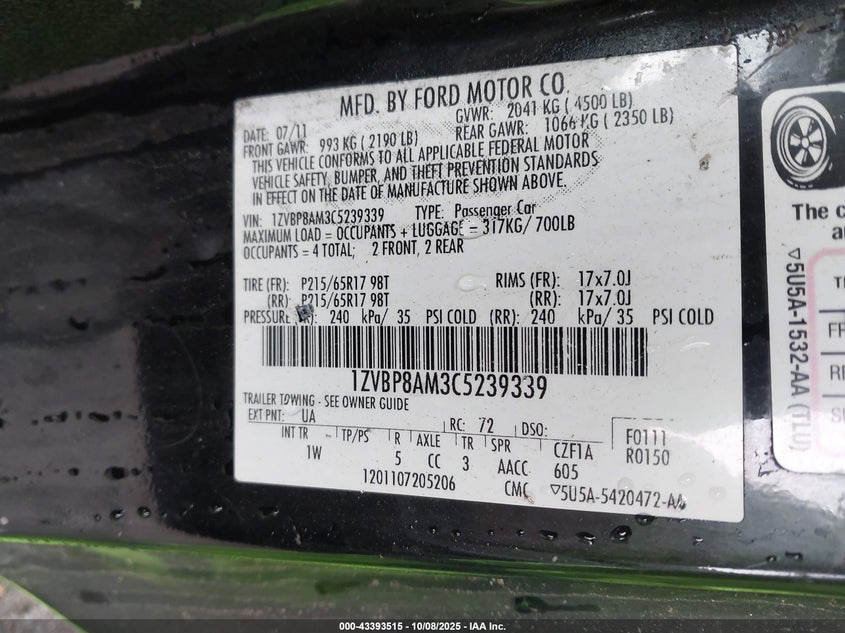 MFD. BY FORD MOTOR CO.
DATE: 07/11 GVWR: 2041 KG ( 4500 LB)
FRONT GAWR: 993 KG ( 2190 LB) REAR GAWR: 1066 KG ( 2350 LB)
THIS VEHICLE CONFORMS TO ALL APPLICABLE FEDERAL MOTOR
VEHICLE SAFETY, BUMPER, AND THEFT PREVENTION STANDARDS
IN EFFECT ON THE DATE OF MANUFACTURE SHOWN ABOVE.
VIN: 1ZVBP8AM3C5239339 TYPE: Passenger Car
MAXIMUM LOAD = OCCUPANTS + LUGGAGE = 317KG/ 700LB
OCCUPANTS = 4 TOTAL; 2 FRONT, 2 REAR
TIRE (FR): P215/65R17 98T RIMS (FR): 17x7.0J
(RR): P215/65R17 98T (RR): 17x7.0J
PRESSURE 240 kPa/ 35 PSI COLD (RR): 240 kPa/ 35 PSI COLD
1ZVBP8AM3C5239339
TRAILER TOWING - SEE OWNER GUIDE
EXT PNT: UA RC: 72 DSO:
INT TR TP/PS R AXLE TR SPR CZF1A F0111
1W 5 CC 3 AACC 605 R0150
1201107205206 CMC ▽5U5A-5420472-AA
▽5U5A-1532-AA (TLU)
The c
a
FF
RE
000-43393515 - 10/08/2025 - IAA Inc.